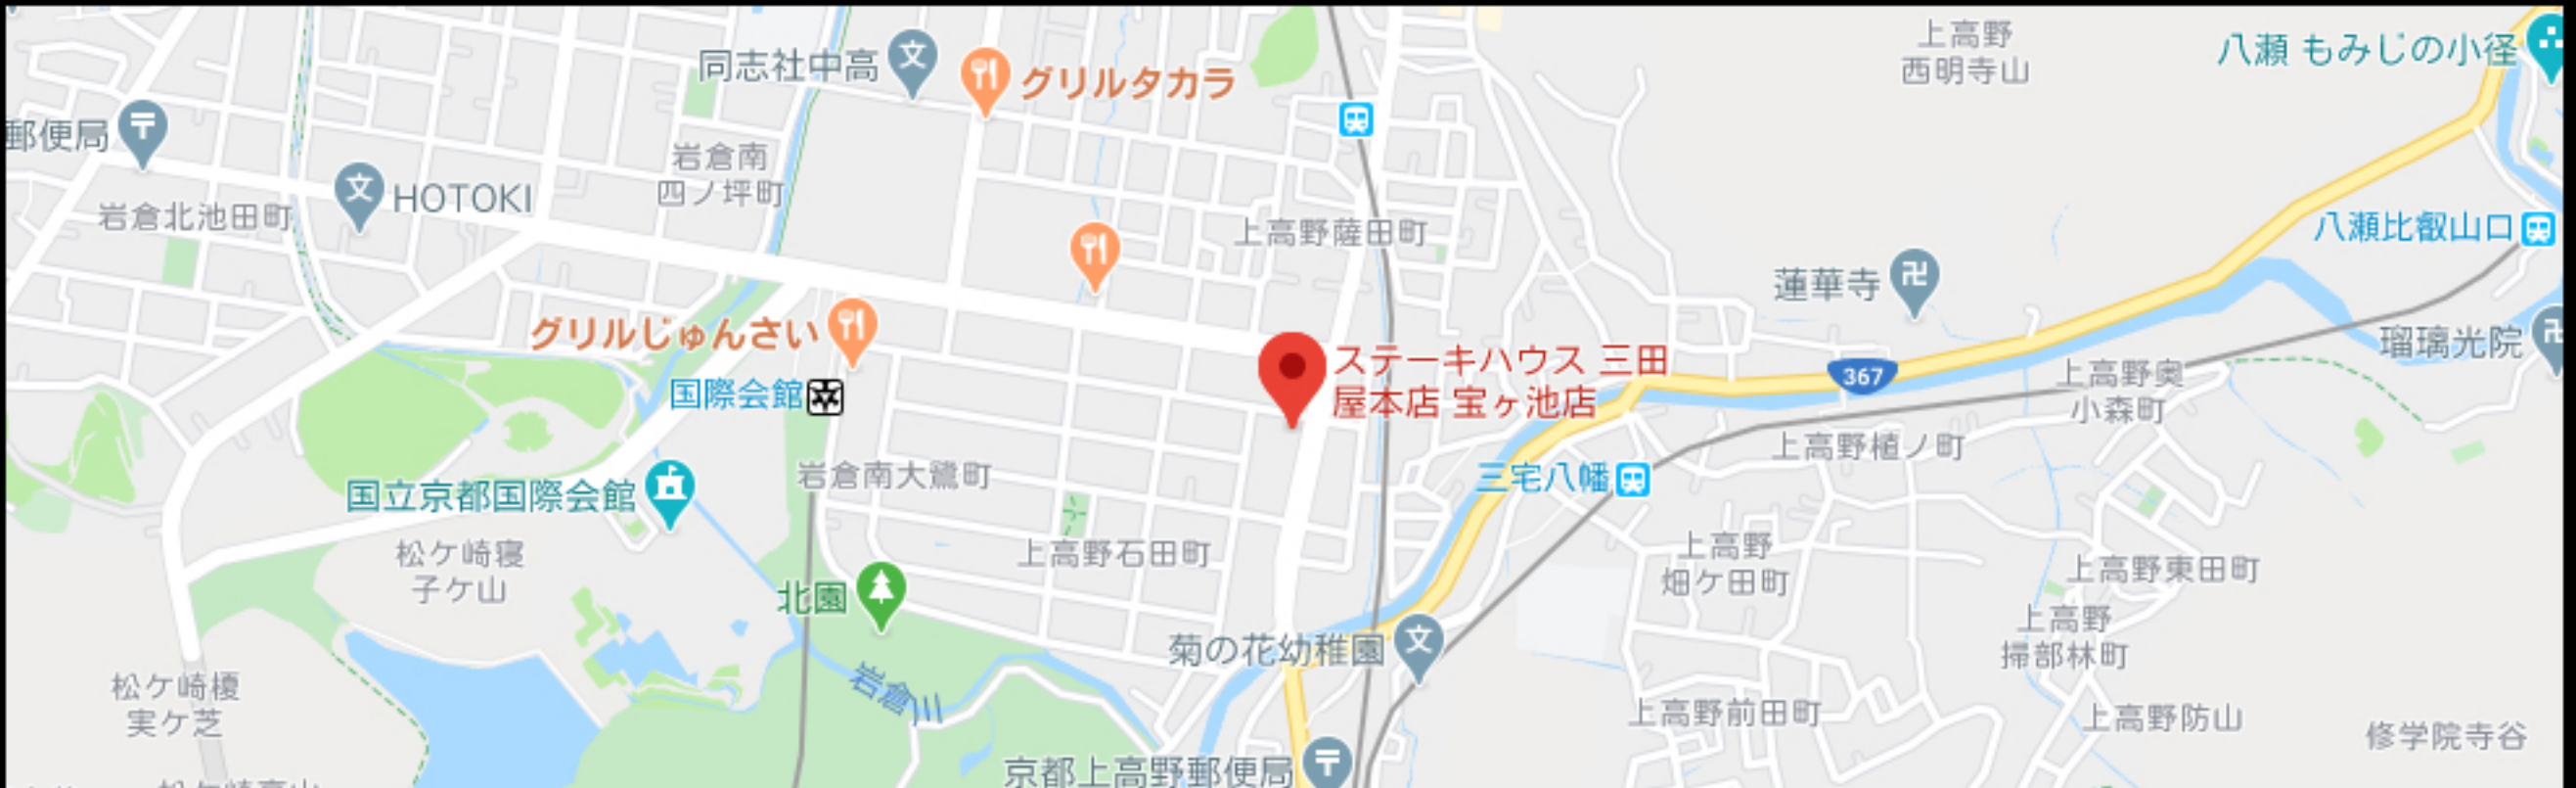 上高野
西明寺山
八瀬 もみじの小径
同志社中高
グリルタカラ
郵便局
岩倉南
四ノ坪町
HOTOKI
岩倉北池田町
上高野薩田町
八瀬比叡山口
蓮華寺
グリルじゅんさい
瑠璃光院
ステーキハウス 三田
屋本店 宝ヶ池店
国際会館
367
上高野奥
小森町
上高野植ノ町
国立京都国際会館
岩倉南大鷺町
三宅八幡
松ケ崎寝
子ケ山
上高野石田町
上高野
畑ケ田町
上高野東田町
北園
上高野
掃部林町
菊の花幼稚園
松ケ崎榎
実ケ芝
岩倉川
上高野前田町
上高野防山
修学院寺谷
京都上高野郵便局